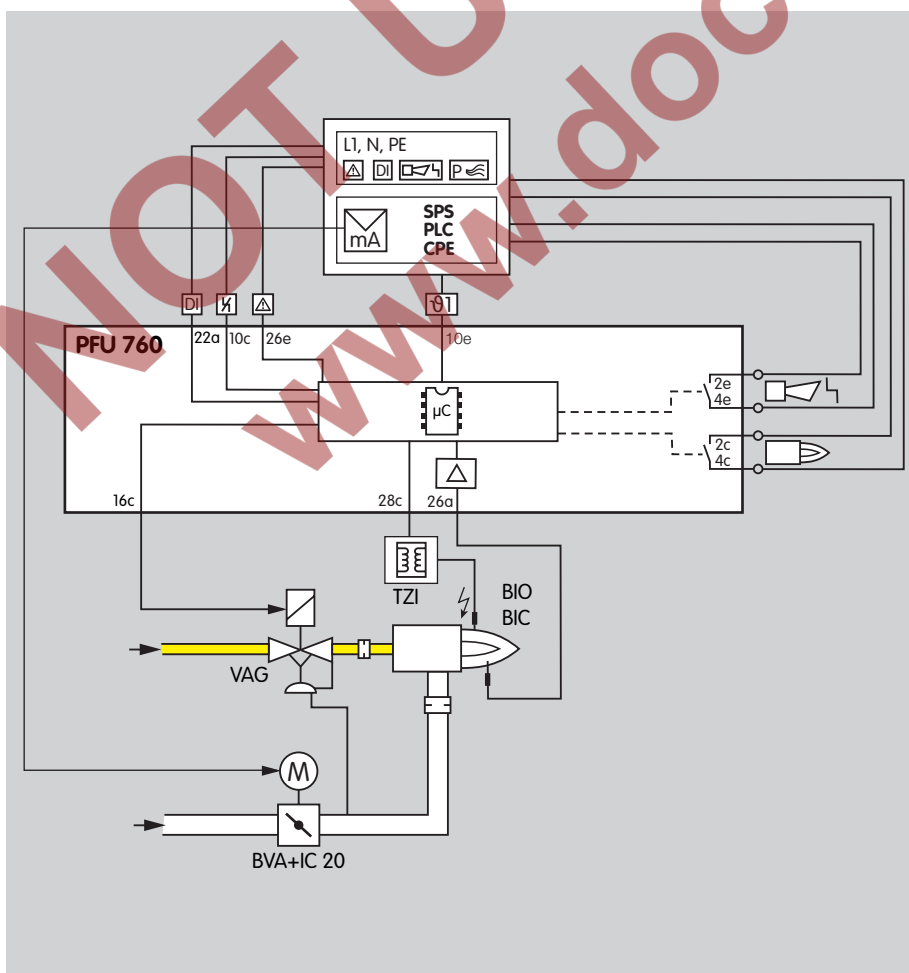 NOT U
www.doc
L1, N, PE
DI
P
mA
SPS
PLC
CPE
DI
ϑ1
PFU 760
22a
10c
26e
10e
µC
2e
4e
2c
4c
16c
28c
26a
TZI
BIO
BIC
VAG
M
BVA+IC 20